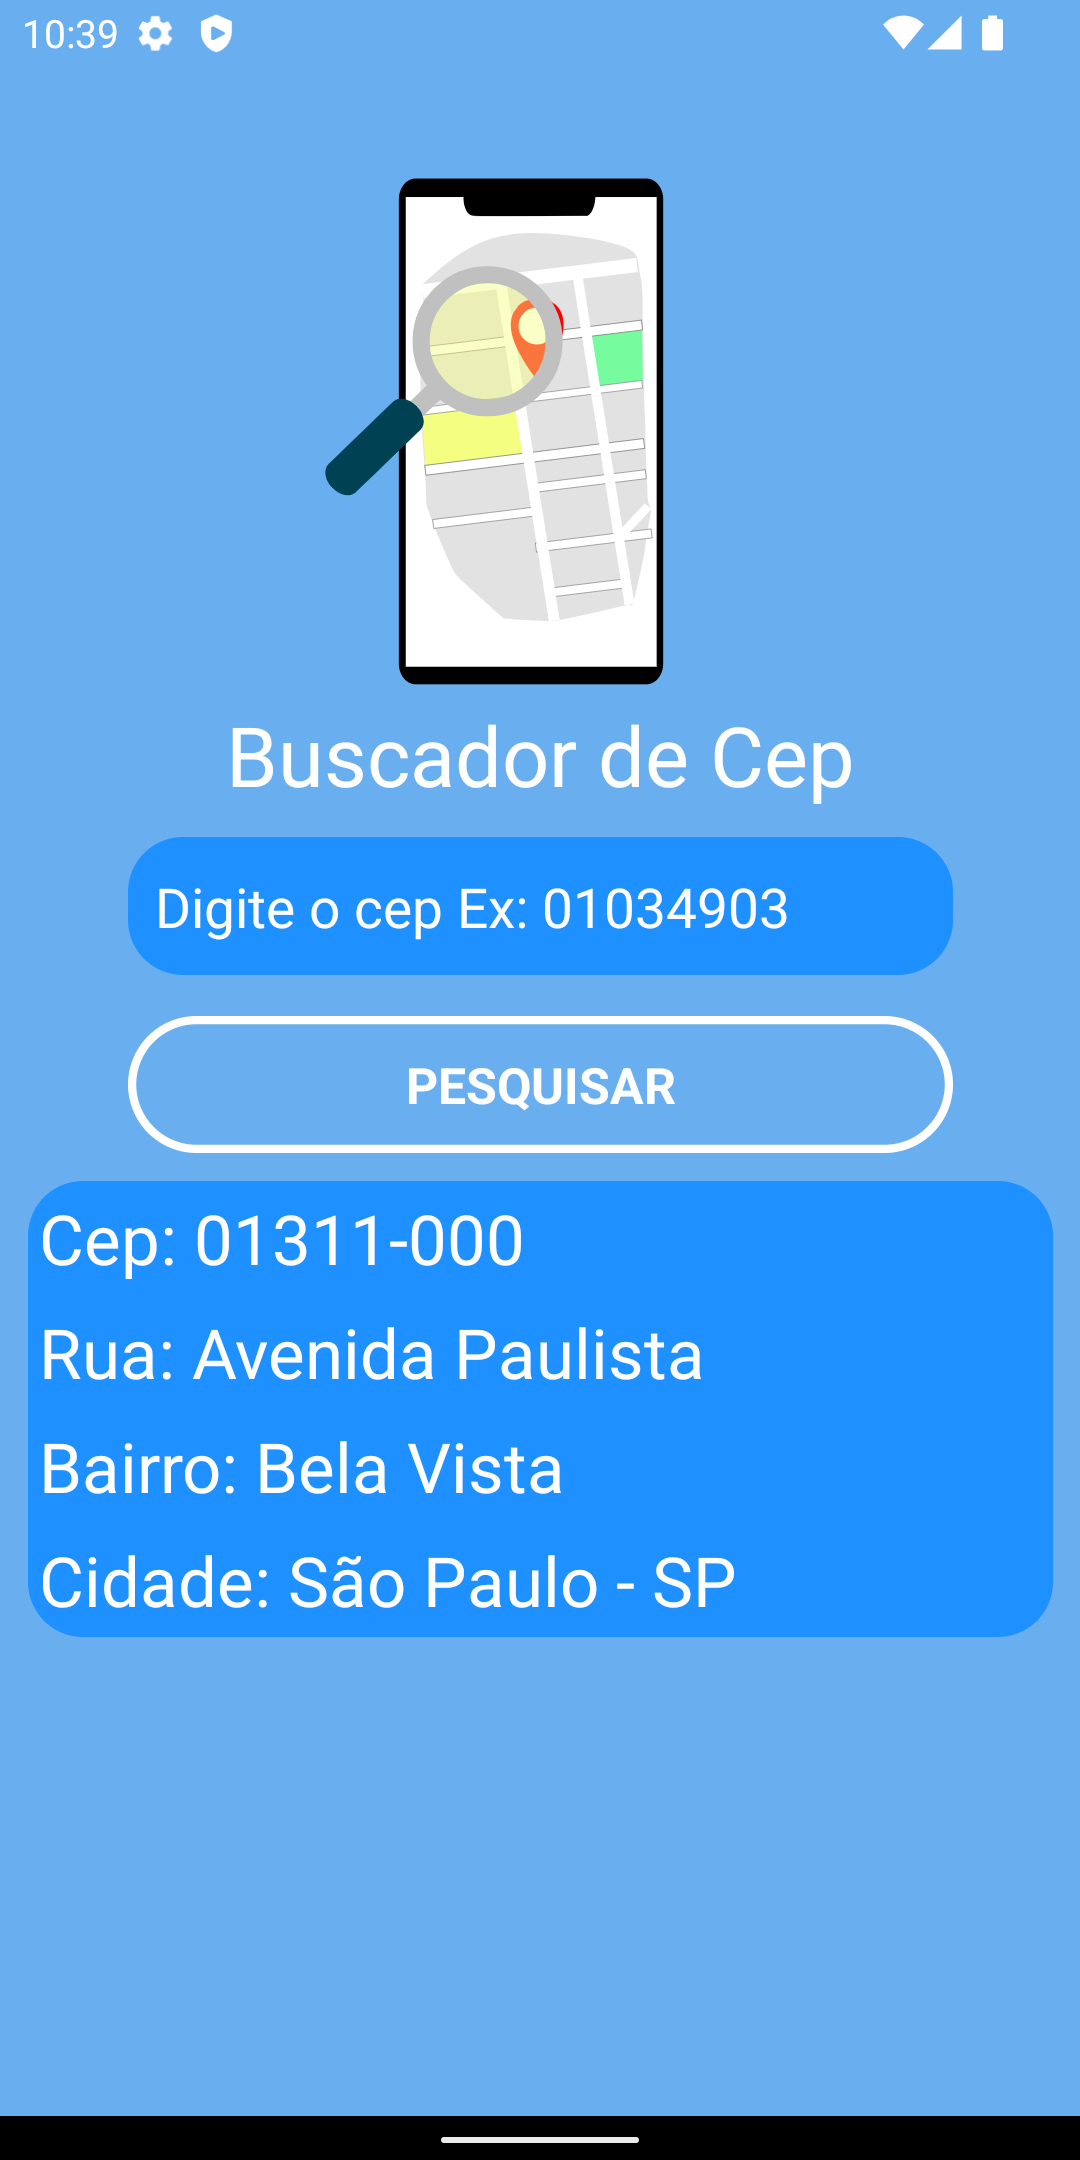 10:39
Buscador de Cep
Digite o cep Ex: 01034903
PESQUISAR
Cep: 01311-000
Rua: Avenida Paulista
Bairro: Bela Vista
Cidade: São Paulo - SP